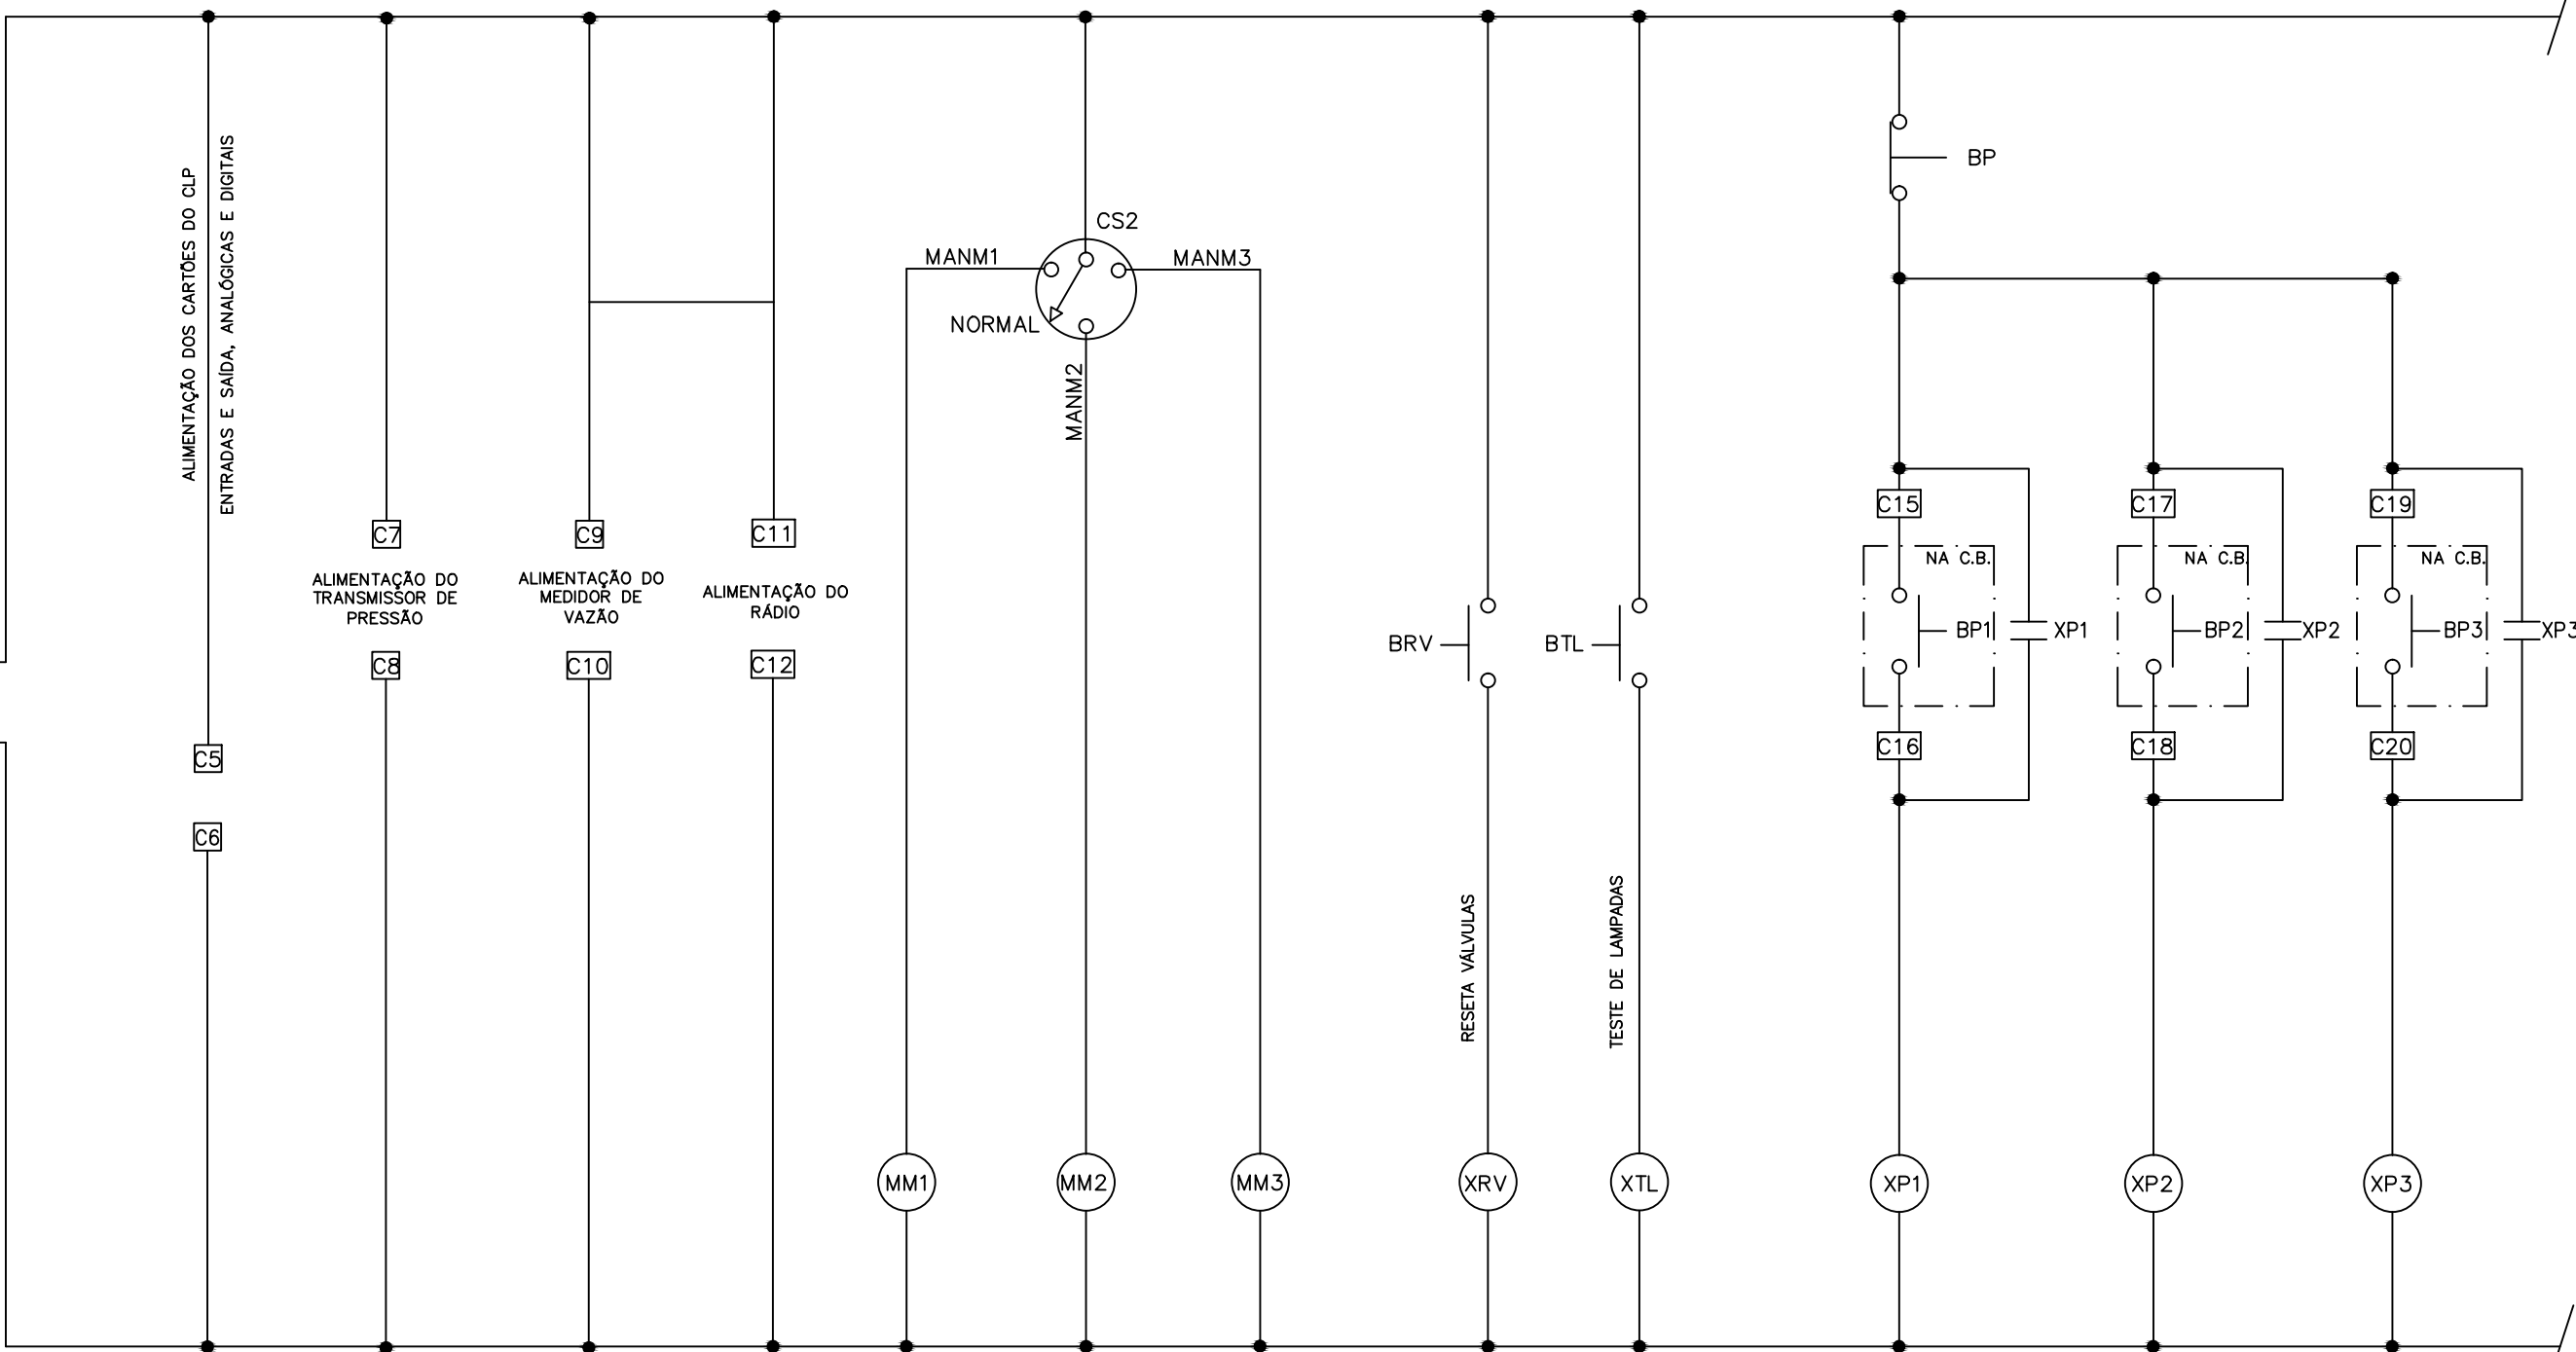 ALIMENTAÇÃO DOS CARTÕES DO CLP
ENTRADAS E SAÍDA, ANALÓGICAS E DIGITAIS
C5
C6
C7
ALIMENTAÇÃO DO
TRANSMISSOR DE
PRESSÃO
C8
C9
ALIMENTAÇÃO DO
MEDIDOR DE
VAZÃO
C10
C11
ALIMENTAÇÃO DO
RÁDIO
C12
CS2
MANM1
MANM3
NORMAL
MANM2
MM1
MM2
MM3
BRV
RESETA VÁLVULAS
XRV
BTL
TESTE DE LAMPADAS
XTL
BP
C15
NA C.B.
BP1
XP1
C16
XP1
C17
NA C.B.
BP2
XP2
C18
XP2
C19
NA C.B.
BP3
XP3
C20
XP3